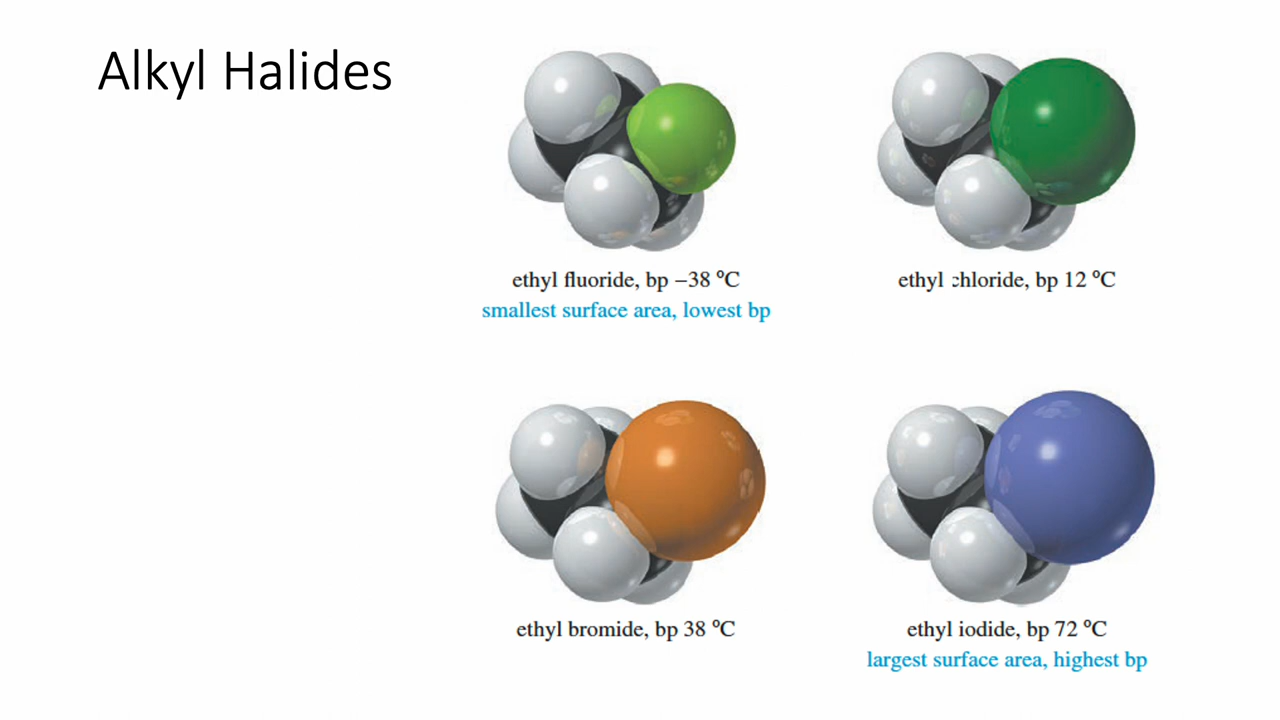 Alkyl Halides
ethyl fluoride, bp −38 °C
smallest surface area, lowest bp
ethyl chloride, bp 12 °C
ethyl bromide, bp 38 °C
ethyl iodide, bp 72 °C
largest surface area, highest bp